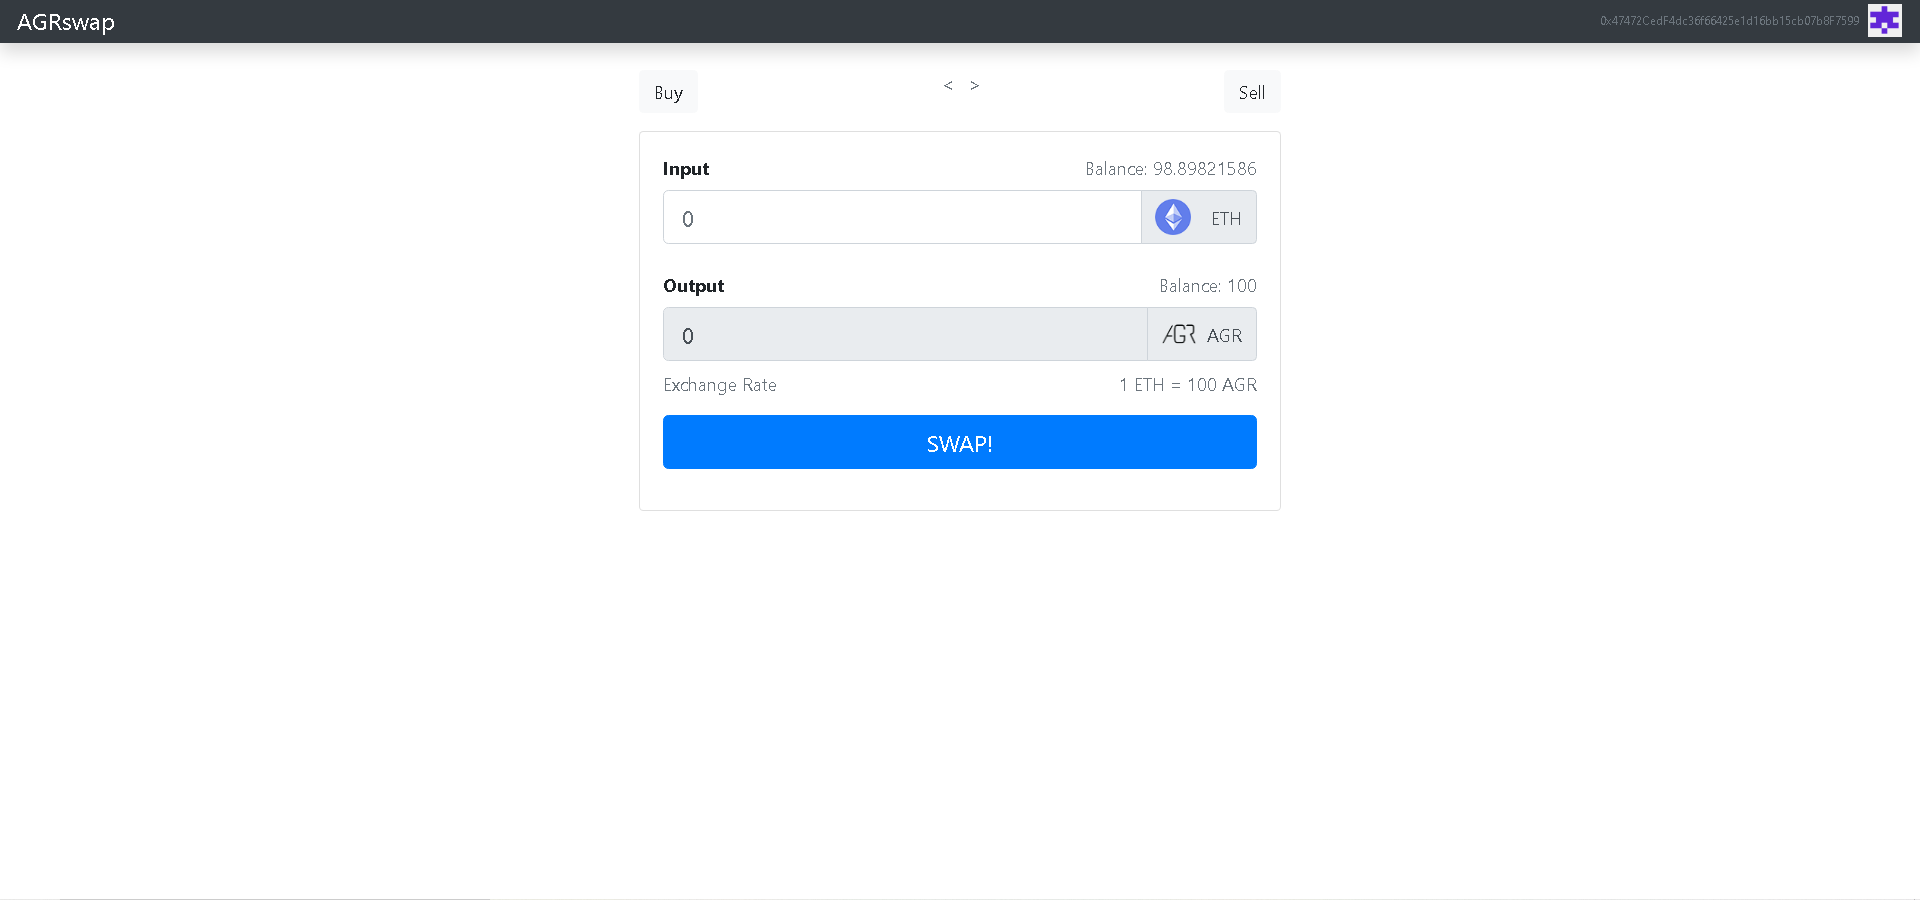 AGRswap
0x47472CedF4dc36f66425e1d16bb15cb07b8F7599
Buy
< >
Sell
Input
Balance: 98.89821586
0
ETH
Output
Balance: 100
0
AGR AGR
Exchange Rate
1 ETH = 100 AGR
SWAP!